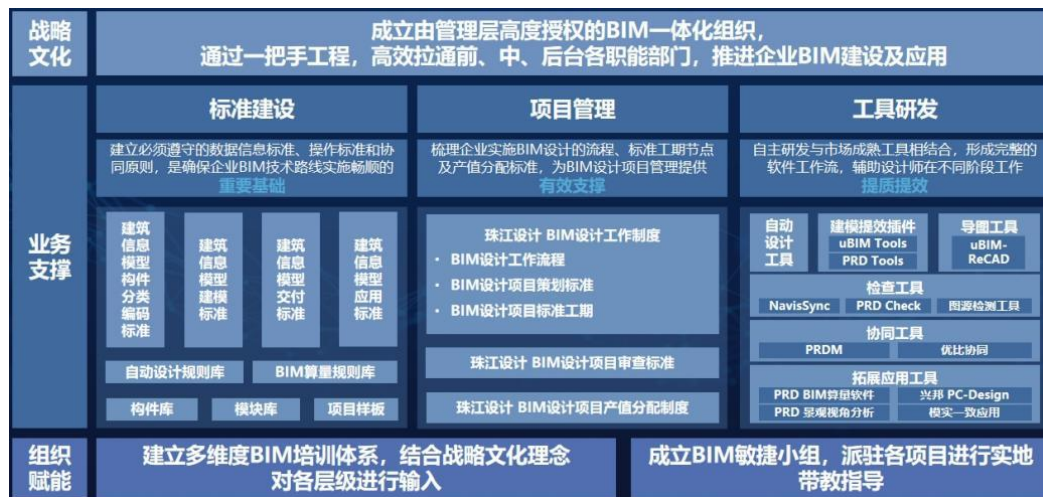 战略
文化
成立由管理层高度授权的BIM一体化组织，
通过一把手工程，高效拉通前、中、后台各职能部门，推进企业BIM建设及应用
业务
支撑
标准建设
建立必须遵守的数据信息标准、操作标准和协
同原则，是确保企业BIM技术路线实施畅顺的
重要基础
建筑
信息
模型
构件
分类
编码
标准
建筑
信息
模型
建模
标准
建筑
信息
模型
交付
标准
建筑
信息
模型
应用
标准
自动设计规则库
BIM算量规则库
构件库
模块库
项目样板
项目管理
梳理企业实施BIM设计的流程、标准工期节点
及产值分配标准，为BIM设计项目管理提供
有效支撑
珠江设计 BIM设计工作制度
• BIM设计工作流程
• BIM设计项目策划标准
• BIM设计项目标准工期
珠江设计 BIM设计项目审查标准
珠江设计 BIM设计项目产值分配制度
工具研发
自主研发与市场成熟工具相结合，形成完整的
软件工作流，辅助设计师在不同阶段工作
提质提效
自动
设计
工具
建模提效插件
uBIM Tools
PRD Tools
导图工具
uBIM-
ReCAD
检查工具
NavisSync
PRD Check
图源检测工具
协同工具
PRDM
优比协同
拓展应用工具
PRD BIM算量软件
兴邦 PC-Design
PRD 景观视角分析
模实一致应用
组织
赋能
建立多维度BIM培训体系，结合战略文化理念
对各层级进行输入
成立BIM敏捷小组，派驻各项目进行实地
带教指导